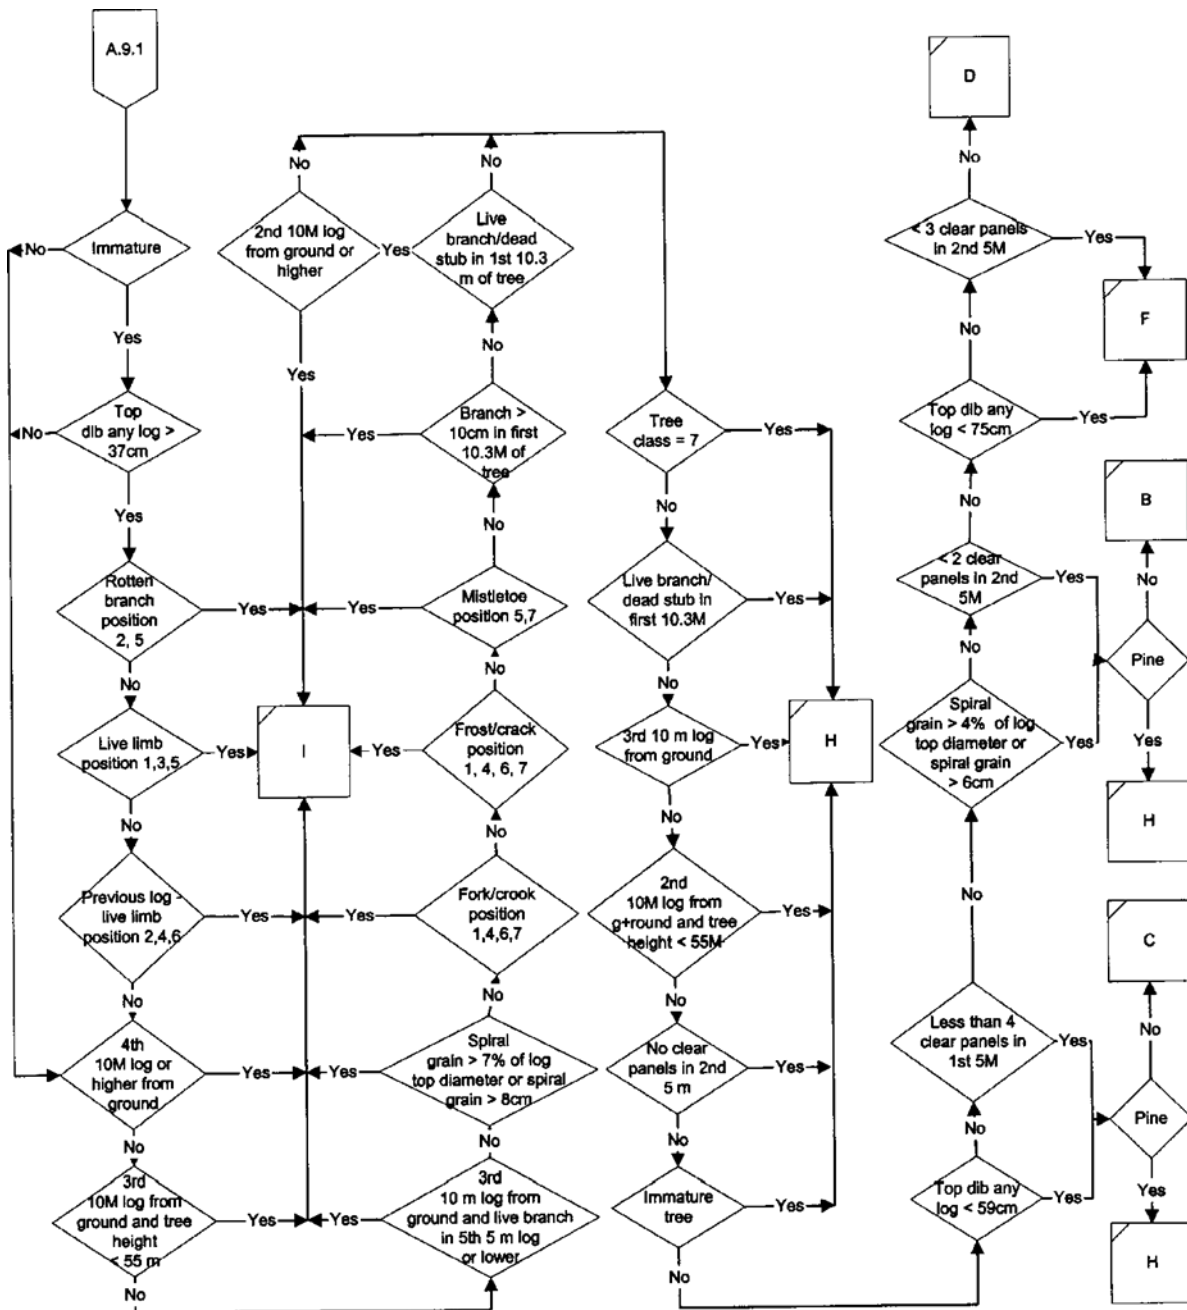 A.9.1
No
Immature
Yes
No
Top
dib any log >
37cm
Yes
Rotten
branch
position
2, 5
Yes
No
Live limb
position 1,3,5
Yes
No
Previous log -
live limb
position 2,4,6
Yes
No
4th
10M log or
higher from
ground
Yes
No
3rd
10M log from
ground and tree
height
< 55 m
Yes
No
No
2nd 10M log
from ground or
higher
Yes
Yes
I
No
Live
branch/dead
stub in 1st 10.3
m of tree
No
Branch >
10cm in first
10.3M of
tree
Yes
No
Mistletoe
position 5,7
Yes
No
Frost/crack
position
1, 4, 6, 7
Yes
No
Fork/crook
position
1,4,6,7
Yes
No
Spiral
grain > 7% of log
top diameter or spiral
grain > 8cm
Yes
No
3rd
10 m log from
ground and live branch
in 5th 5 m log
or lower
Yes
Tree
class = 7
Yes
No
Live branch/
dead stub in
first 10.3M
Yes
No
3rd 10 m log
from ground
Yes
H
No
2nd
10M log from
g+round and tree
height < 55M
Yes
No
No clear
panels in 2nd
5 m
Yes
No
Immature
tree
Yes
No
D
No
< 3 clear panels
in 2nd 5M
Yes
F
No
Top dib any
log < 75cm
Yes
No
< 2 clear
panels in 2nd
5M
Yes
B
No
Pine
Yes
H
No
Spiral
grain > 4% of log
top diameter or
spiral grain
> 6cm
Yes
No
Less than 4
clear panels in
1st 5M
Yes
C
No
Pine
Yes
H
No
Top dib any
log < 59cm
Yes